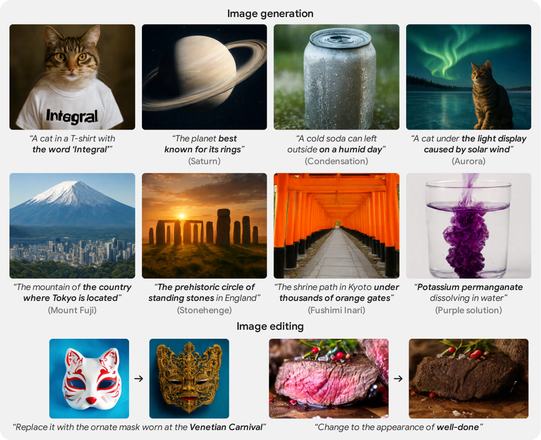 Image generation
Integral
"A cat in a T-shirt with
the word 'Integral'"
"The planet best
known for its rings"
(Saturn)
"A cold soda can left
outside on a humid day"
(Condensation)
"A cat under the light display
caused by solar wind"
(Aurora)
"The mountain of the country
where Tokyo is located"
(Mount Fuji)
"The prehistoric circle of
standing stones in England"
(Stonehenge)
"The shrine path in Kyoto under
thousands of orange gates"
(Fushimi Inari)
"Potassium permanganate
dissolving in water"
(Purple solution)
Image editing
"Replace it with the ornate mask worn at the Venetian Carnival"
"Change to the appearance of well-done"